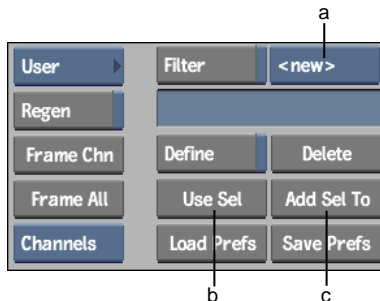 a
User Filter <new>
Regen
Frame Chn Define Delete
Frame All Use Sel Add Sel To
Channels Load Prefs Save Prefs
b c